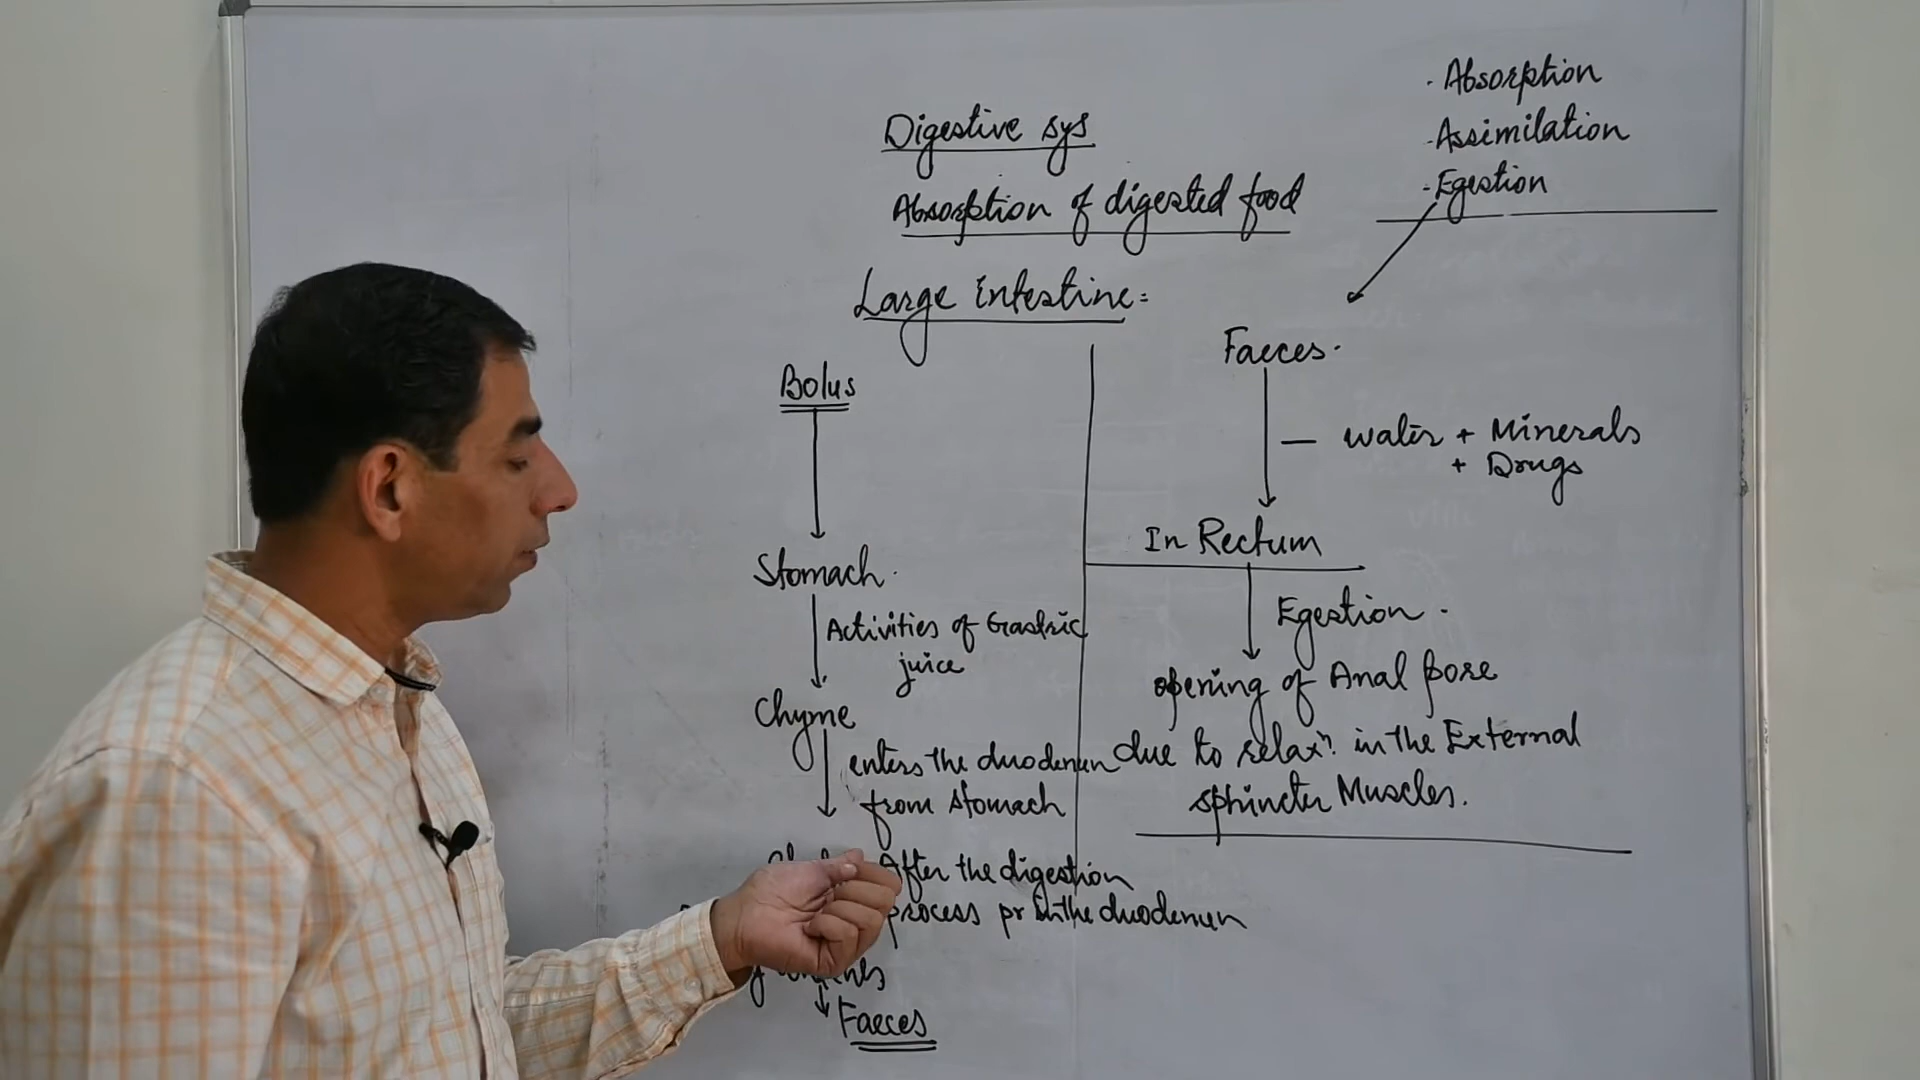 Digestive sys
Absorption of digested food
· Absorption
· Assimilation
· Egestion
Large Intestine =
Bolus
Stomach.
Activities of Gastric
juice
Chyme
enters the duodenum
from stomach
After the digestion
process pr in the duodenum
Faeces
Faeces.
— Water + Minerals
+ Drugs
In Rectum
Egestion.
opening of Anal pore
due to relaxn. in the External
sphincter Muscles.